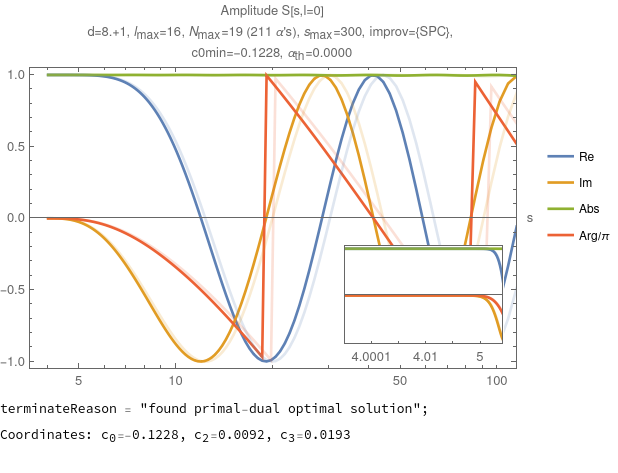 Amplitude S[s,l=0]
d=8.+1, lmax=16, Nmax=19 (211 α's), smax=300, improv={SPC},
c0min=-0.1228, αth=0.0000
1.0
0.5
0.0
-0.5
-1.0
s
Re
Im
Abs
Arg/π
4.0001 4.01 5
5 10 50 100
terminateReason = "found primal-dual optimal solution";
Coordinates: c0=-0.1228, c2=0.0092, c3=0.0193